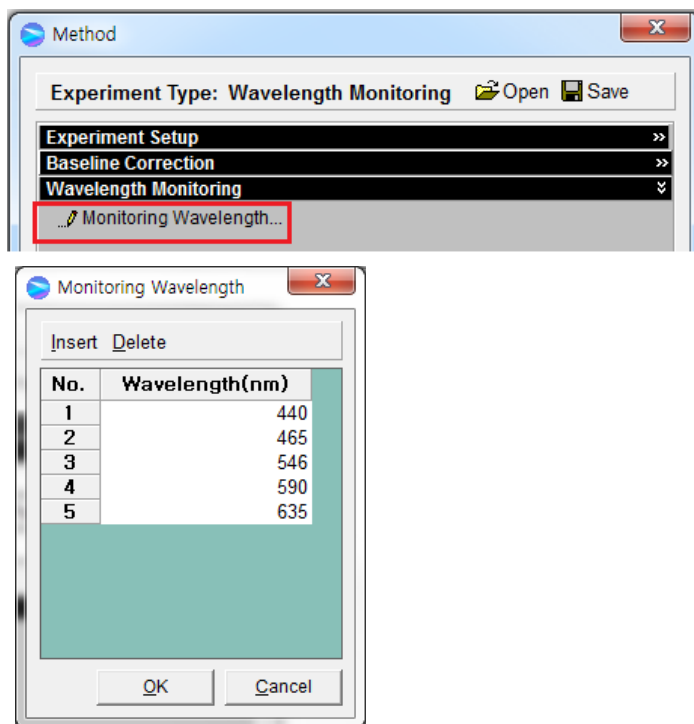 Method
Experiment Type: Wavelength Monitoring Open Save
Experiment Setup
Baseline Correction
Wavelength Monitoring
Monitoring Wavelength...
Monitoring Wavelength
Insert Delete
No. Wavelength(nm)
1 440
2 465
3 546
4 590
5 635
OK Cancel